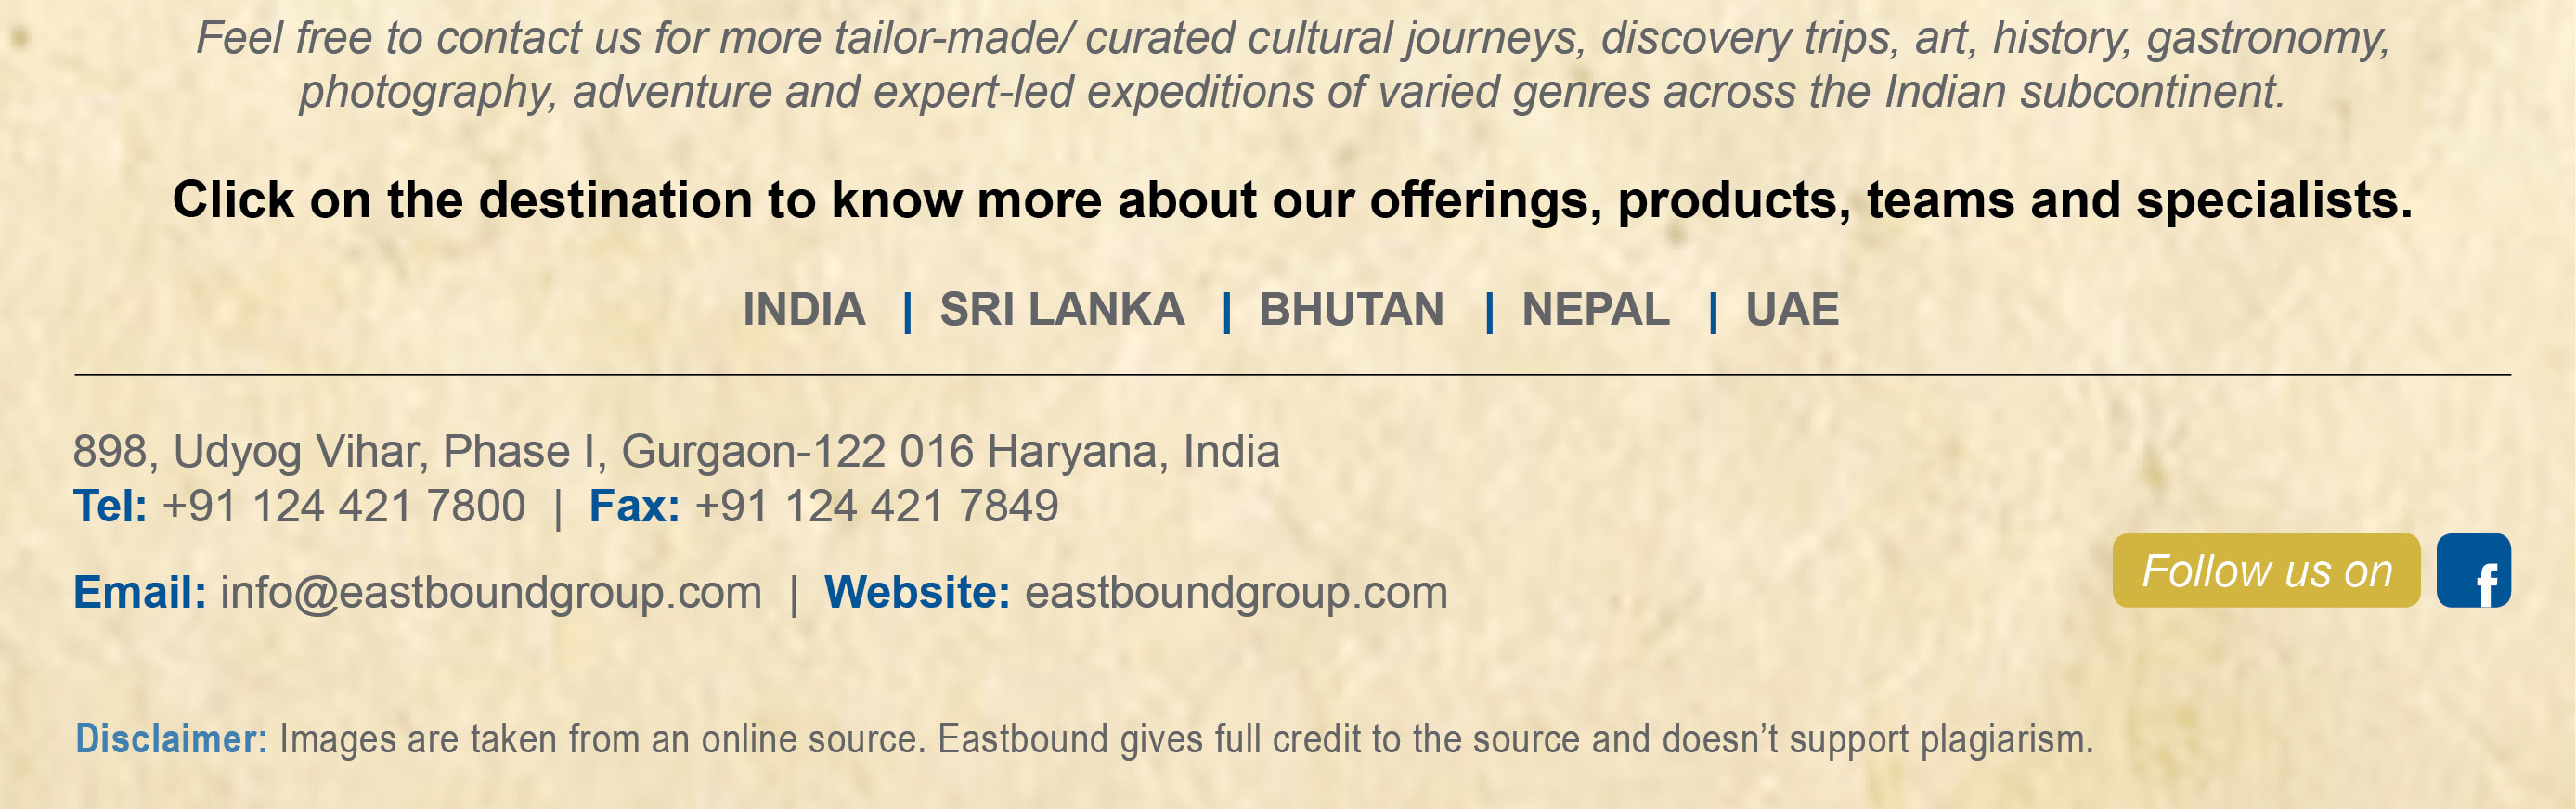 Feel free to contact us for more tailor-made/ curated cultural journeys, discovery trips, art, history, gastronomy,
photography, adventure and expert-led expeditions of varied genres across the Indian subcontinent.
Click on the destination to know more about our offerings, products, teams and specialists.
INDIA | SRI LANKA | BHUTAN | NEPAL | UAE
898, Udyog Vihar, Phase I, Gurgaon-122 016 Haryana, India
Tel: +91 124 421 7800 | Fax: +91 124 421 7849
Email: info@eastboundgroup.com | Website: eastboundgroup.com
Follow us on f
Disclaimer: Images are taken from an online source. Eastbound gives full credit to the source and doesn’t support plagiarism.